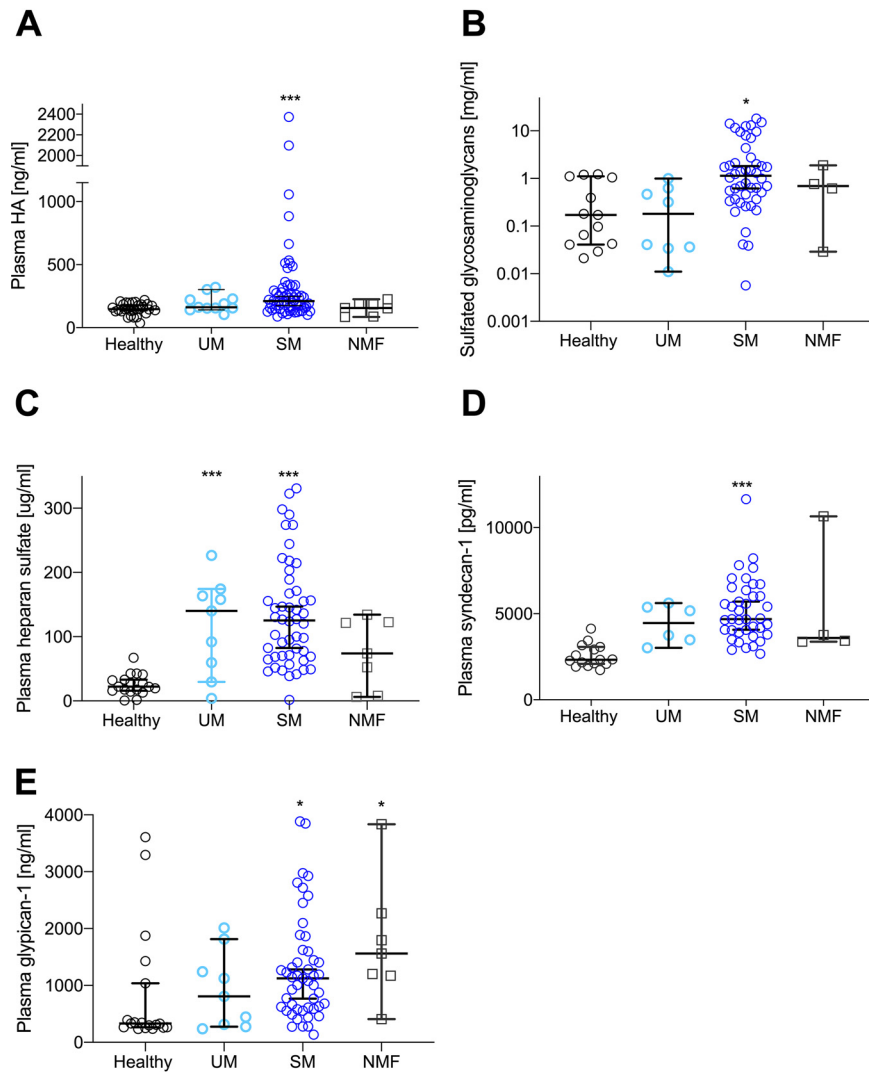 A
Plasma HA [ng/ml]
2400
2200
2000
1000
500
0
***
Healthy UM SM NMF
B
Sulfated glycosaminoglycans [mg/ml]
10
1
0.1
0.01
0.001
*
Healthy UM SM NMF
C
Plasma heparan sulfate [ug/ml]
300
200
100
0
*** ***
Healthy UM SM NMF
D
Plasma syndecan-1 [pg/ml]
10000
5000
0
***
Healthy UM SM NMF
E
Plasma glypican-1 [ng/ml]
4000
3000
2000
1000
0
* *
Healthy UM SM NMF